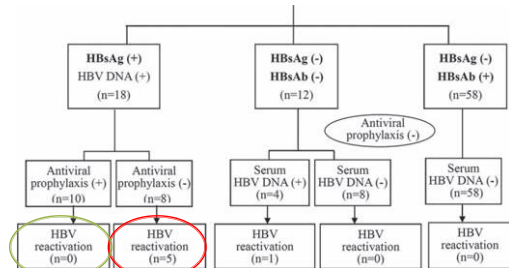 HBsAg (+)
HBV DNA (+)
(n=18)
HBsAg (-)
HBsAb (-)
(n=12)
HBsAg (-)
HBsAb (+)
(n=58)
Antiviral
prophylaxis (-)
Antiviral
prophylaxis (+)
(n=10)
Antiviral
prophylaxis (-)
(n=8)
Serum
HBV DNA (+)
(n=4)
Serum
HBV DNA (-)
(n=8)
Serum
HBV DNA (-)
(n=58)
HBV
reactivation
(n=0)
HBV
reactivation
(n=5)
HBV
reactivation
(n=1)
HBV
reactivation
(n=0)
HBV
reactivation
(n=0)